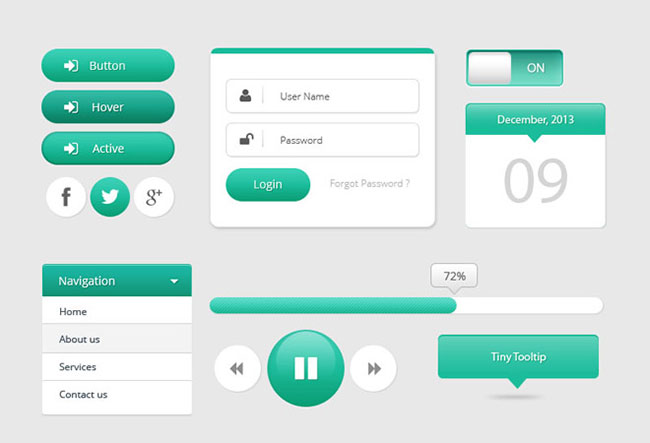 Button
Hover
Active
f
g+
User Name
Password
Login
Forgot Password ?
ON
December, 2013
09
Navigation
Home
About us
Services
Contact us
72%
Tiny Tooltip